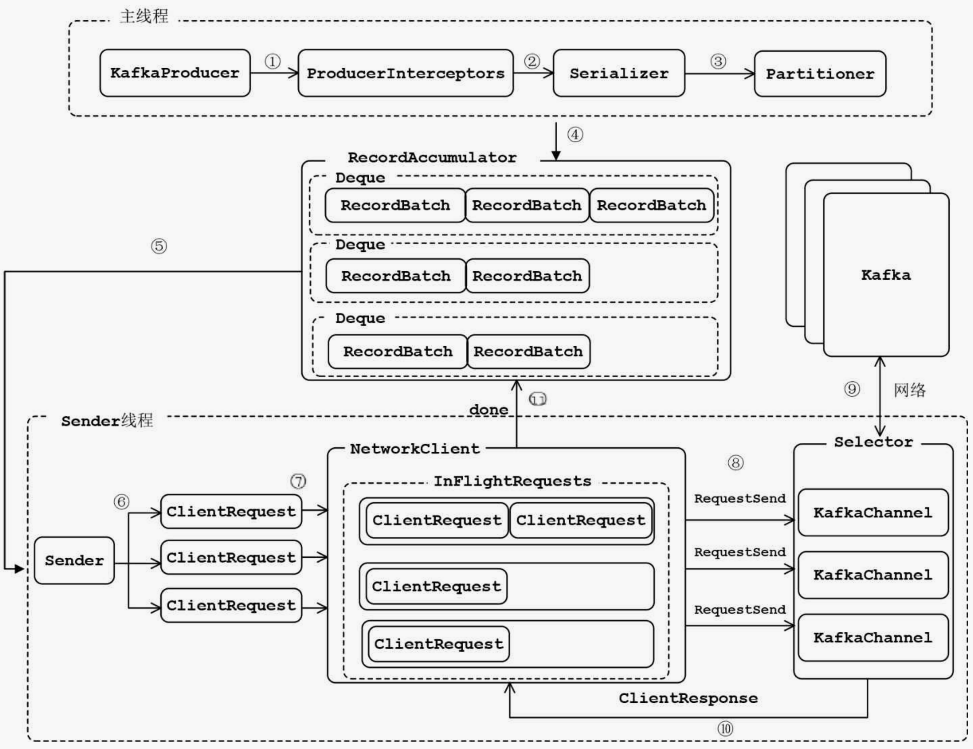 主线程
KafkaProducer ① ProducerInterceptors ② Serializer ③ Partitioner
④
RecordAccumulator
Deque
RecordBatch RecordBatch RecordBatch
⑤
Deque
RecordBatch RecordBatch
Kafka
Deque
RecordBatch RecordBatch
⑨ 网络
done ⑪
Sender线程
NetworkClient
Selector
⑧
InFlightRequests
⑥ ⑦
RequestSend
ClientRequest
ClientRequest ClientRequest
KafkaChannel
RequestSend
Sender
ClientRequest
ClientRequest
KafkaChannel
RequestSend
ClientRequest
ClientRequest
KafkaChannel
ClientResponse
⑩